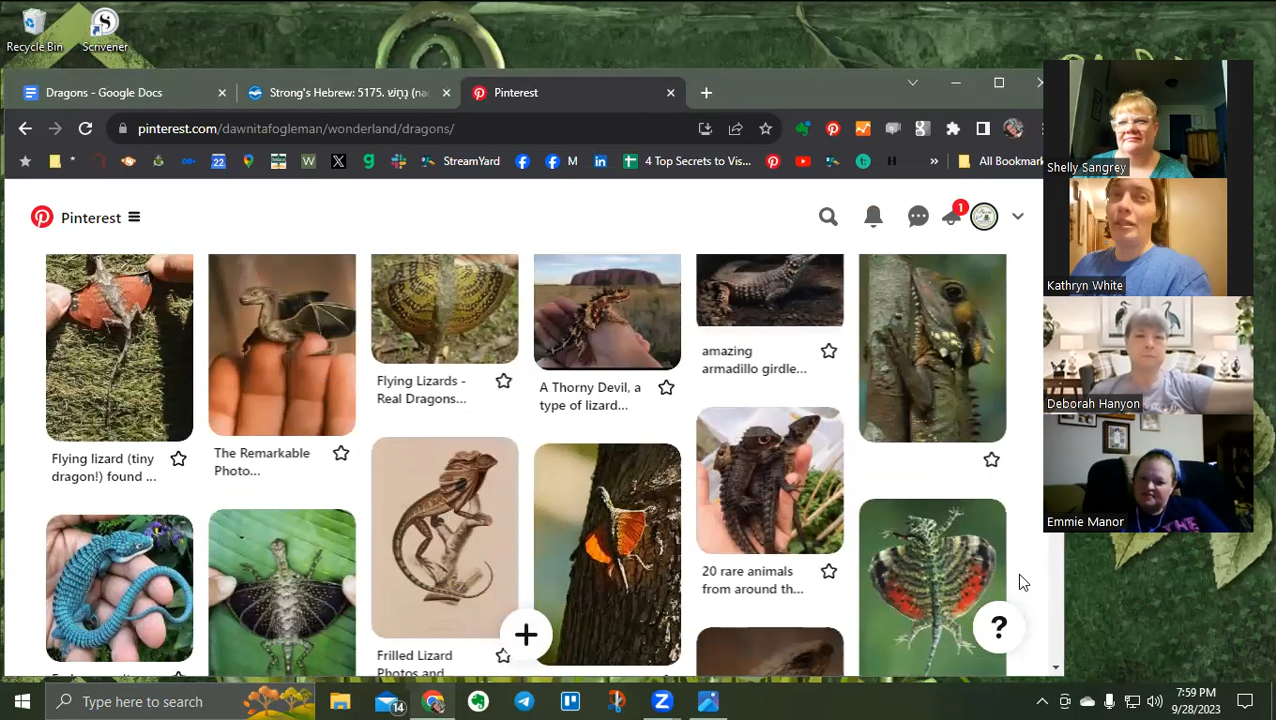 Recycle Bin
Scrivener
Dragons - Google Docs
Strong's Hebrew: 5175. נָחָשׁ (nac
Pinterest
pinterest.com/dawnitafogleman/wonderland/dragons/
22
W
StreamYard
M
4 Top Secrets to Vis...
H
»
All Bookmark
Pinterest
1
Flying lizard (tiny
dragon!) found ...
The Remarkable
Photo...
Flying Lizards -
Real Dragons...
A Thorny Devil, a
type of lizard...
amazing
armadillo girdle...
20 rare animals
from around th...
Frilled Lizard
Photos and
?
Shelly Sangrey
Kathryn White
Deborah Hanyon
Emmie Manor
Type here to search
14
7:59 PM
9/28/2023